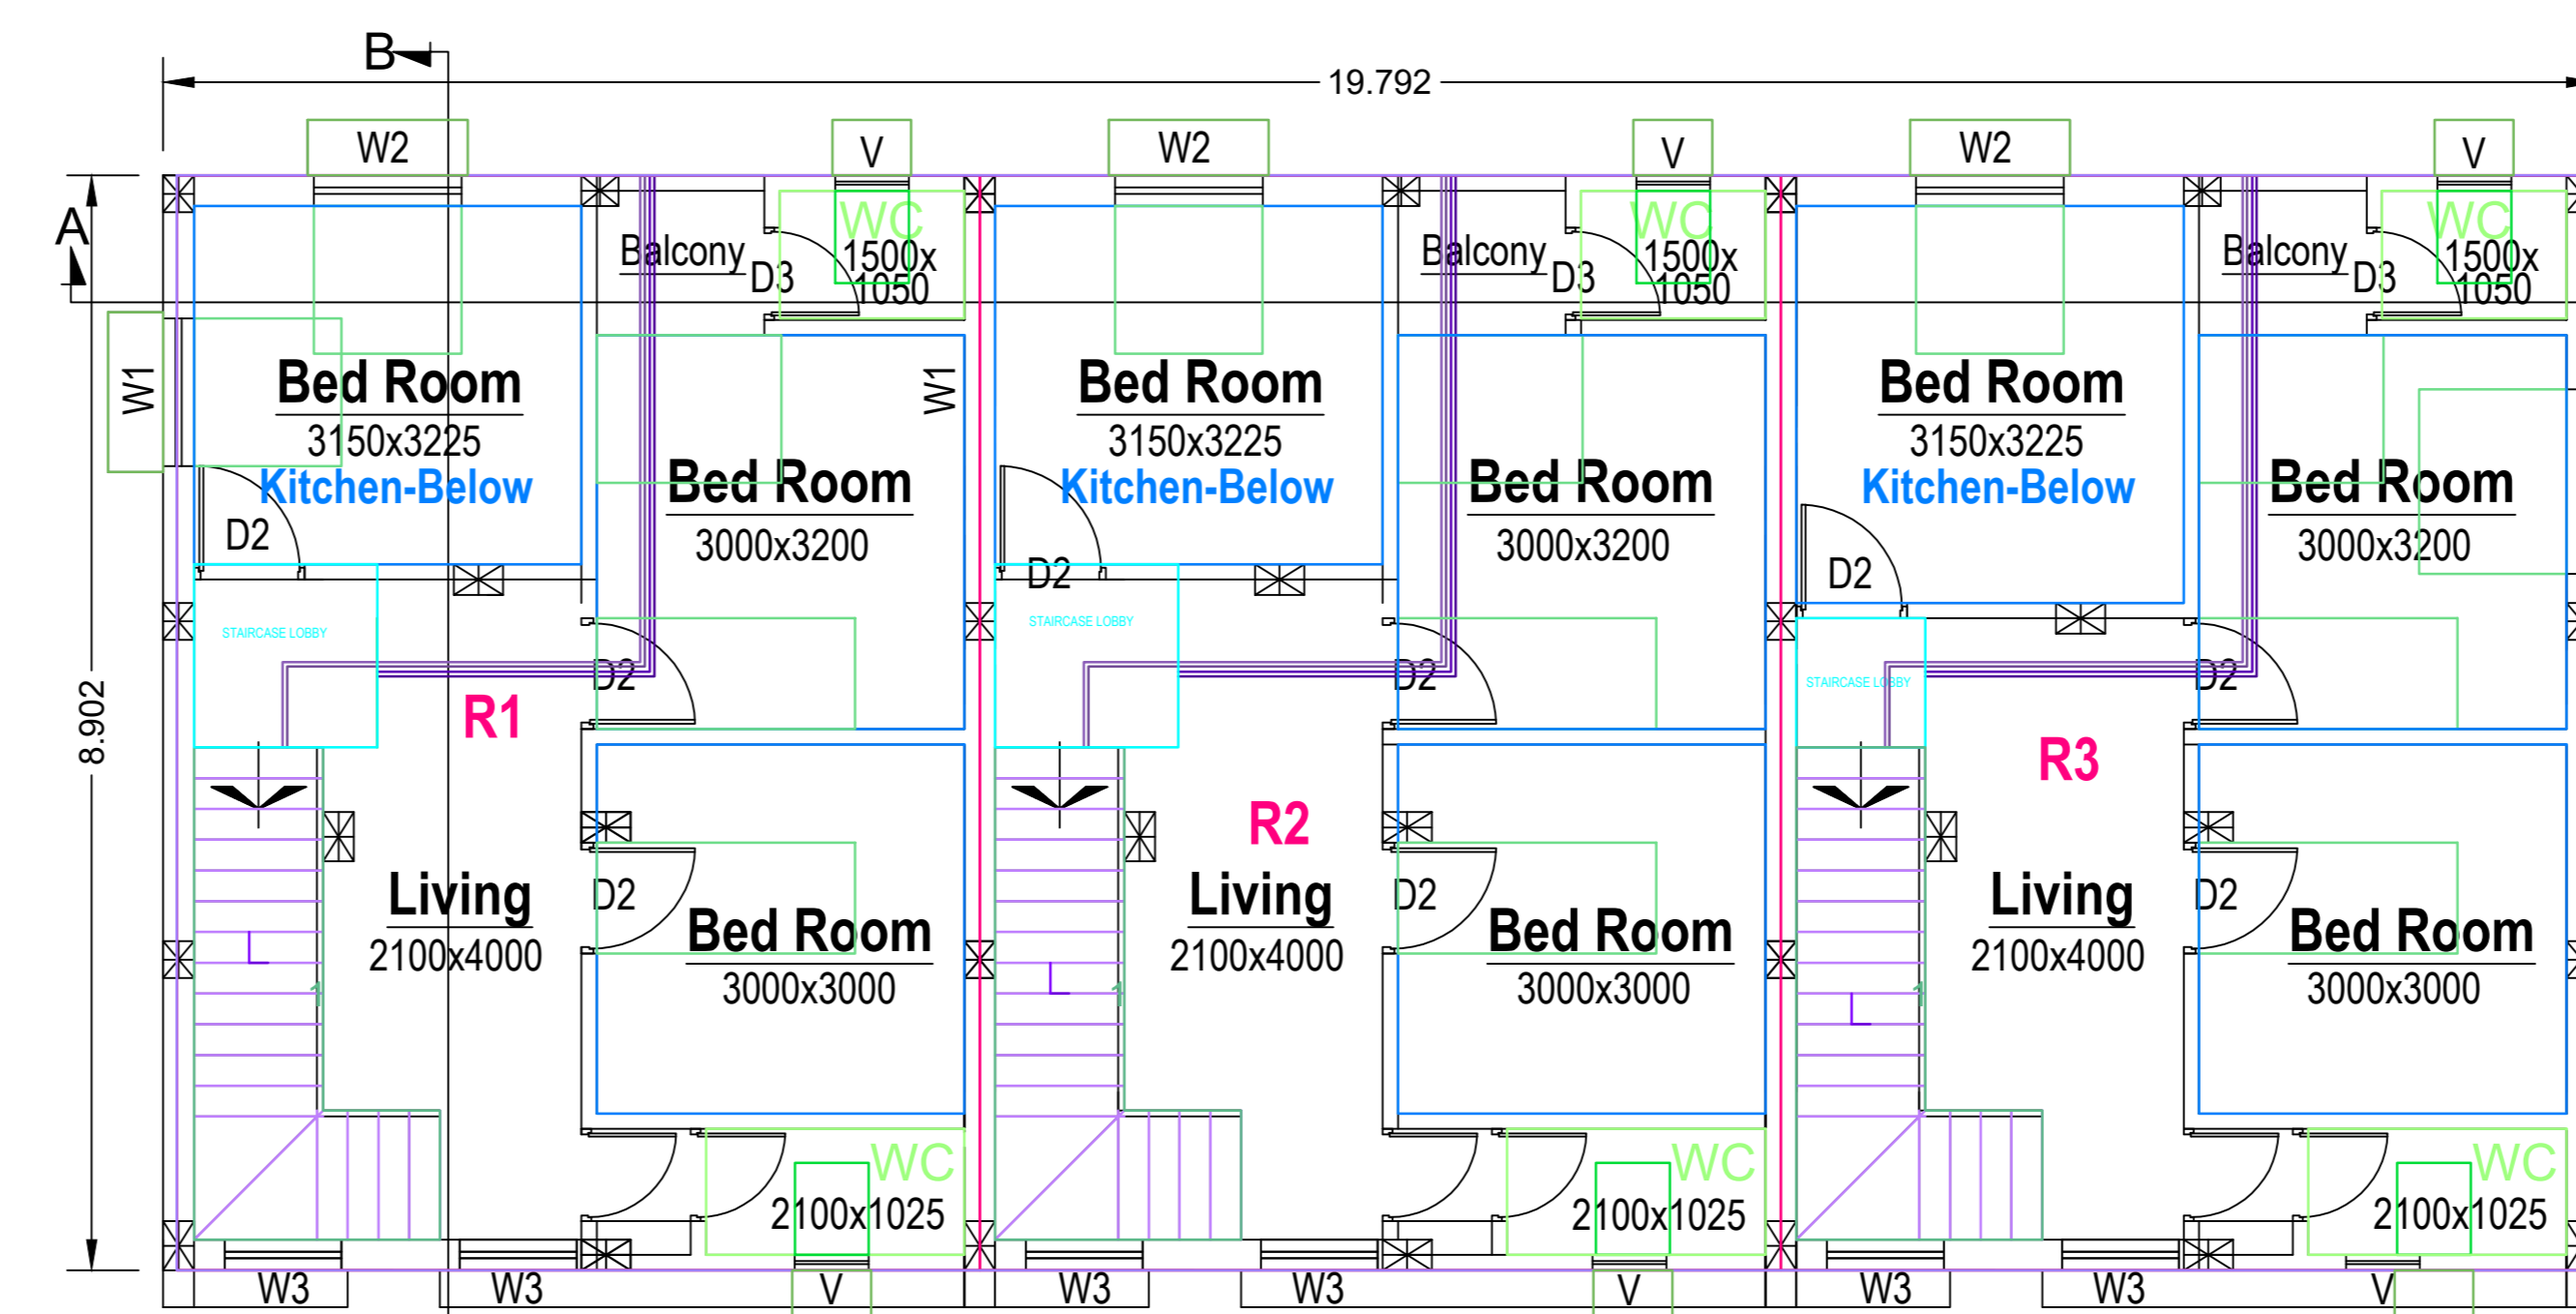 B
19.792
W2
V
W2
V
W2
V
A
8.902
W1
Bed Room
3150x3225
Kitchen-Below
D2
Balcony
D3
WC
1500x
1050
W1
Bed Room
3000x3200
D2
STAIRCASE LOBBY
R1
L
1
Living
2100x4000
D2
Bed Room
3000x3000
WC
2100x1025
W3
W3
V
Bed Room
3150x3225
Kitchen-Below
D2
Balcony
D3
WC
1500x
1050
Bed Room
3000x3200
D2
STAIRCASE LOBBY
R2
L
1
Living
2100x4000
D2
Bed Room
3000x3000
WC
2100x1025
W3
W3
V
Bed Room
3150x3225
Kitchen-Below
D2
Balcony
D3
WC
1500x
1050
Bed Room
3000x3200
D2
STAIRCASE LOBBY
R3
L
1
Living
2100x4000
D2
Bed Room
3000x3000
WC
2100x1025
W3
W3
V